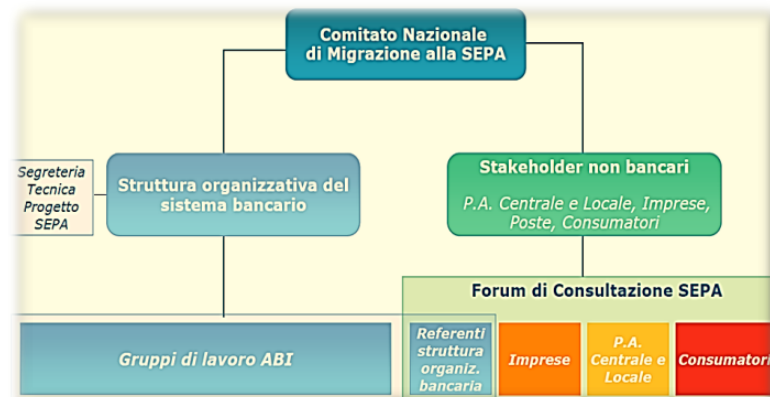 Comitato Nazionale
di Migrazione alla SEPA
Segreteria
Tecnica
Progetto
SEPA
Struttura organizzativa del
sistema bancario
Stakeholder non bancari
P.A. Centrale e Locale, Imprese,
Poste, Consumatori
Forum di Consultazione SEPA
Gruppi di lavoro ABI
Referenti
struttura
organiz.
bancaria
Imprese
P.A.
Centrale e
Locale
Consumatori